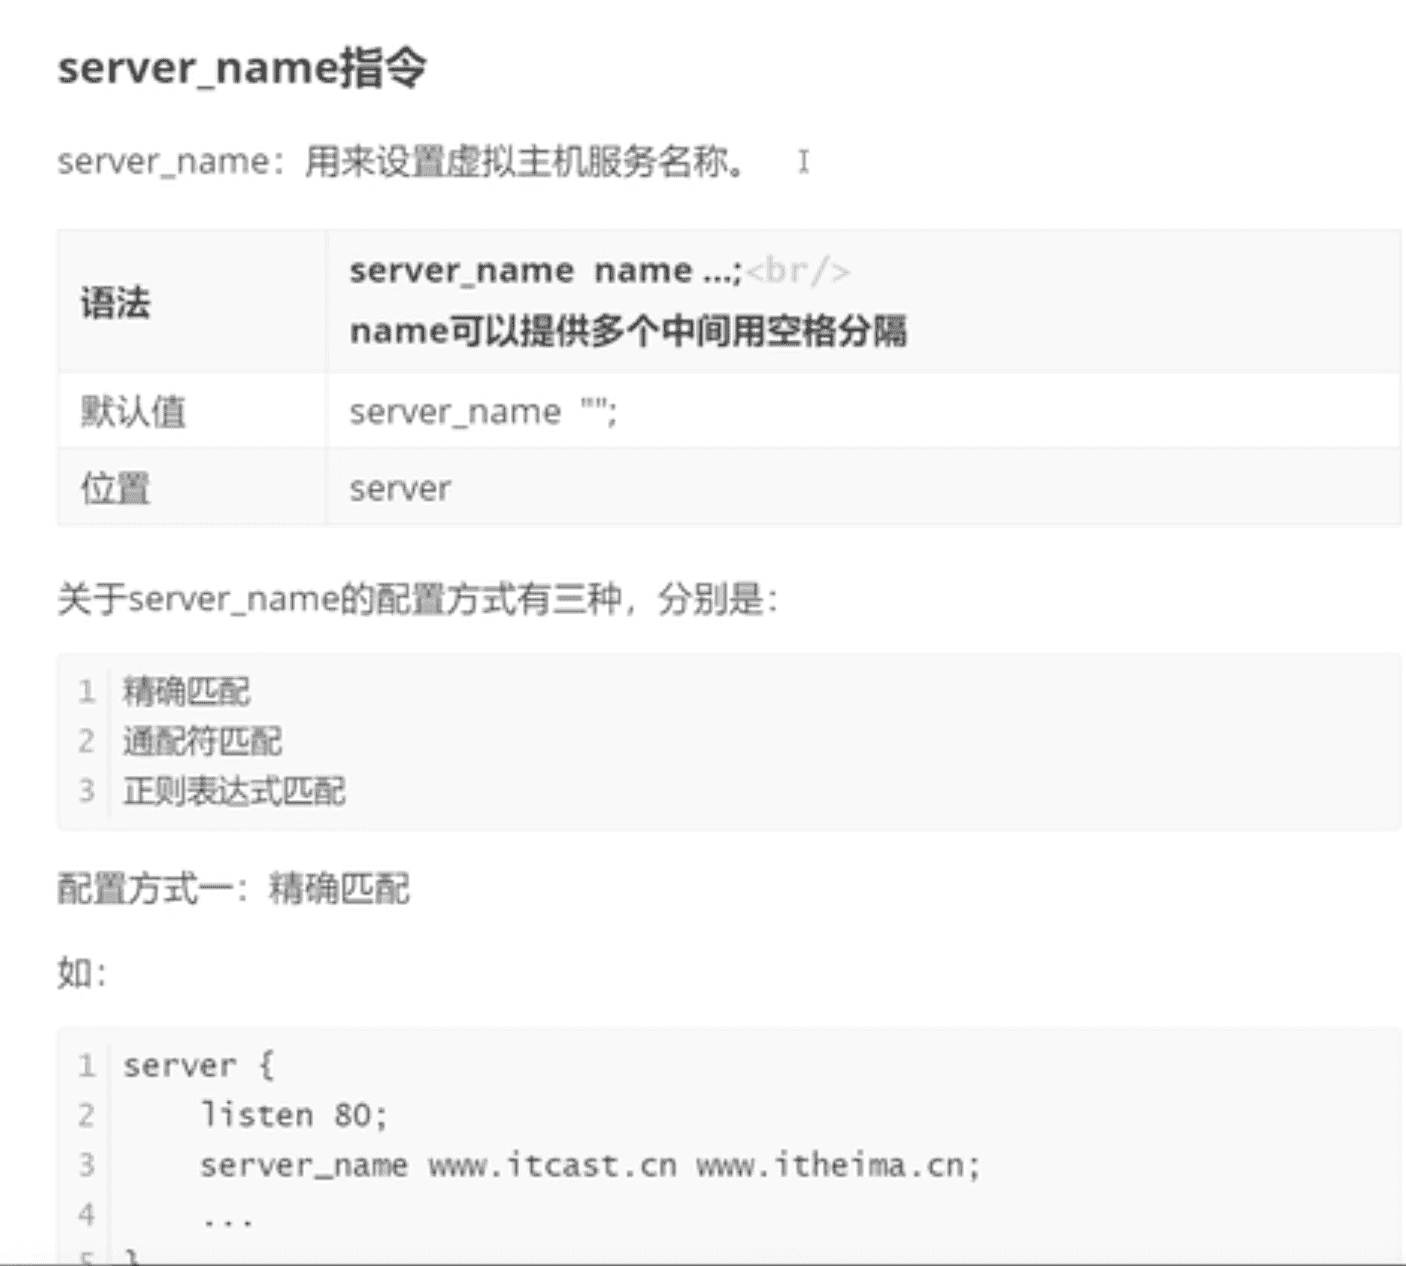 server_name指令
server_name：用来设置虚拟主机服务名称。
语法
server_name name ...;<br/>
name可以提供多个中间用空格分隔
默认值
server_name "";
位置
server
关于server_name的配置方式有三种，分别是：
1 精确匹配
2 通配符匹配
3 正则表达式匹配
配置方式一：精确匹配
如：
1 server {
2 listen 80;
3 server_name www.itcast.cn www.itheima.cn;
4 ...
5 }